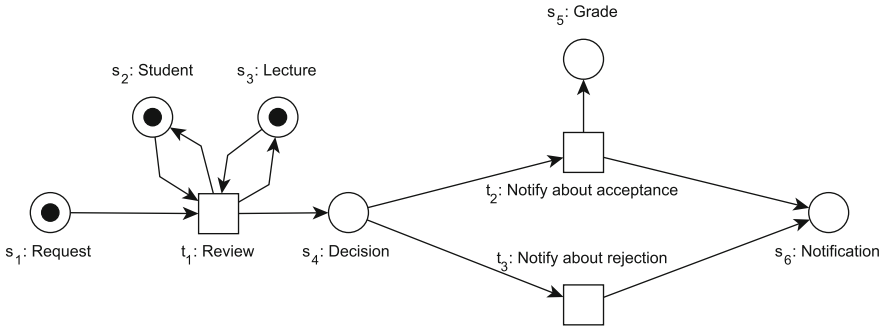 s5: Grade
s2: Student
s3: Lecture
t2: Notify about acceptance
s1: Request
t1: Review
s4: Decision
t3: Notify about rejection
s6: Notification